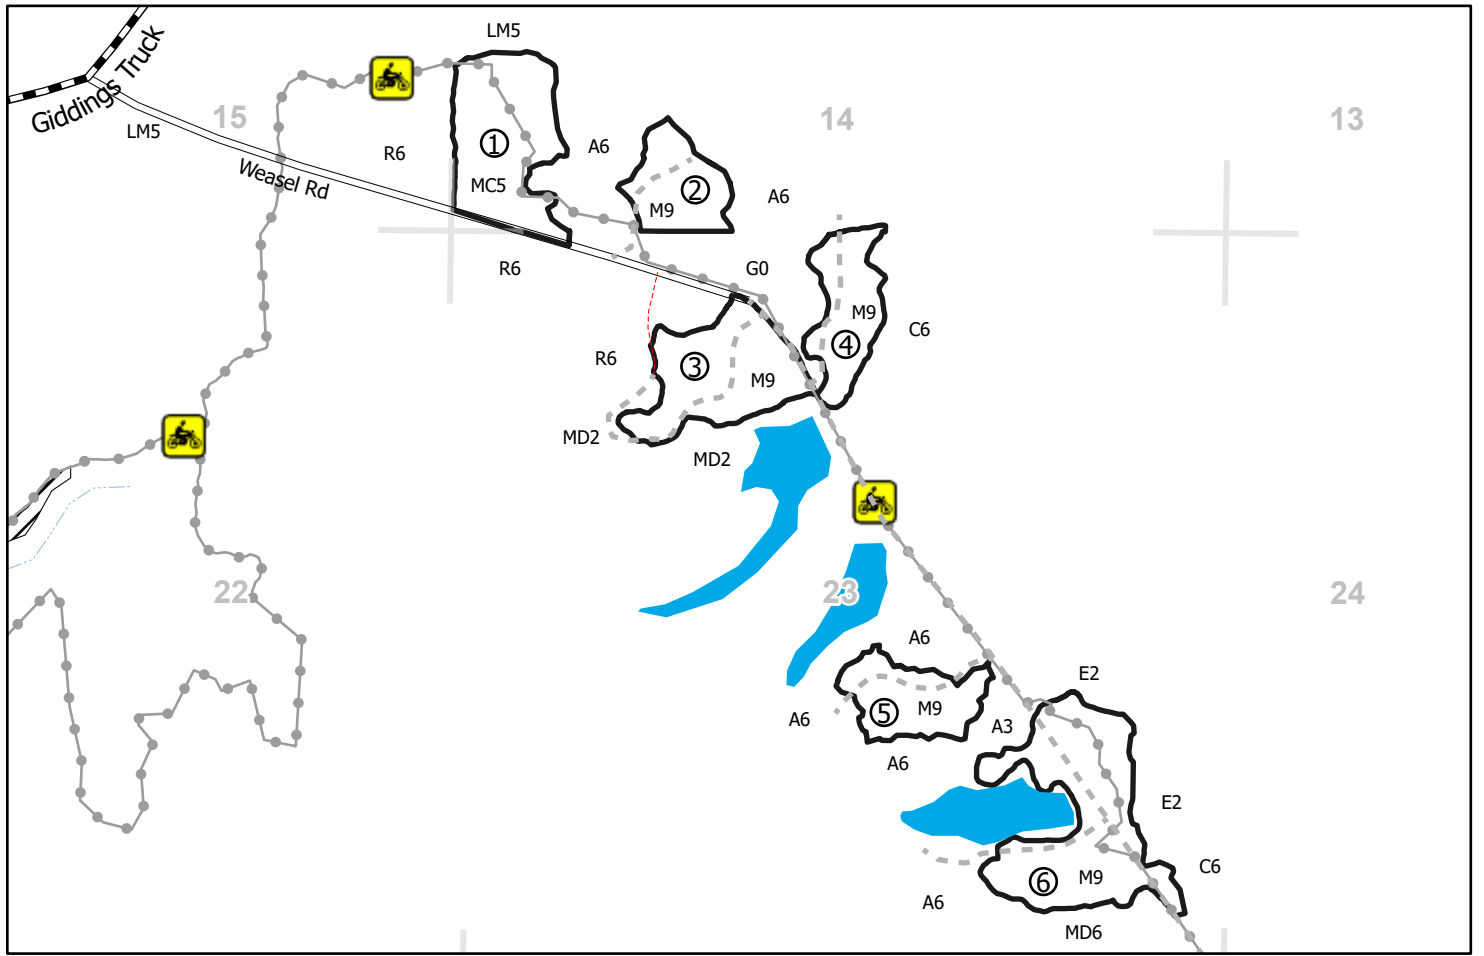 LM5
Giddings Truck
15
14
13
LM5
R6
①
A6
Weasel Rd
MC5
②
A6
M9
R6
G0
M9
C6
④
R6
③
M9
MD2
MD2
22
23
24
A6
E2
⑤
M9
A6
A3
A6
E2
C6
⑥
M9
A6
MD6